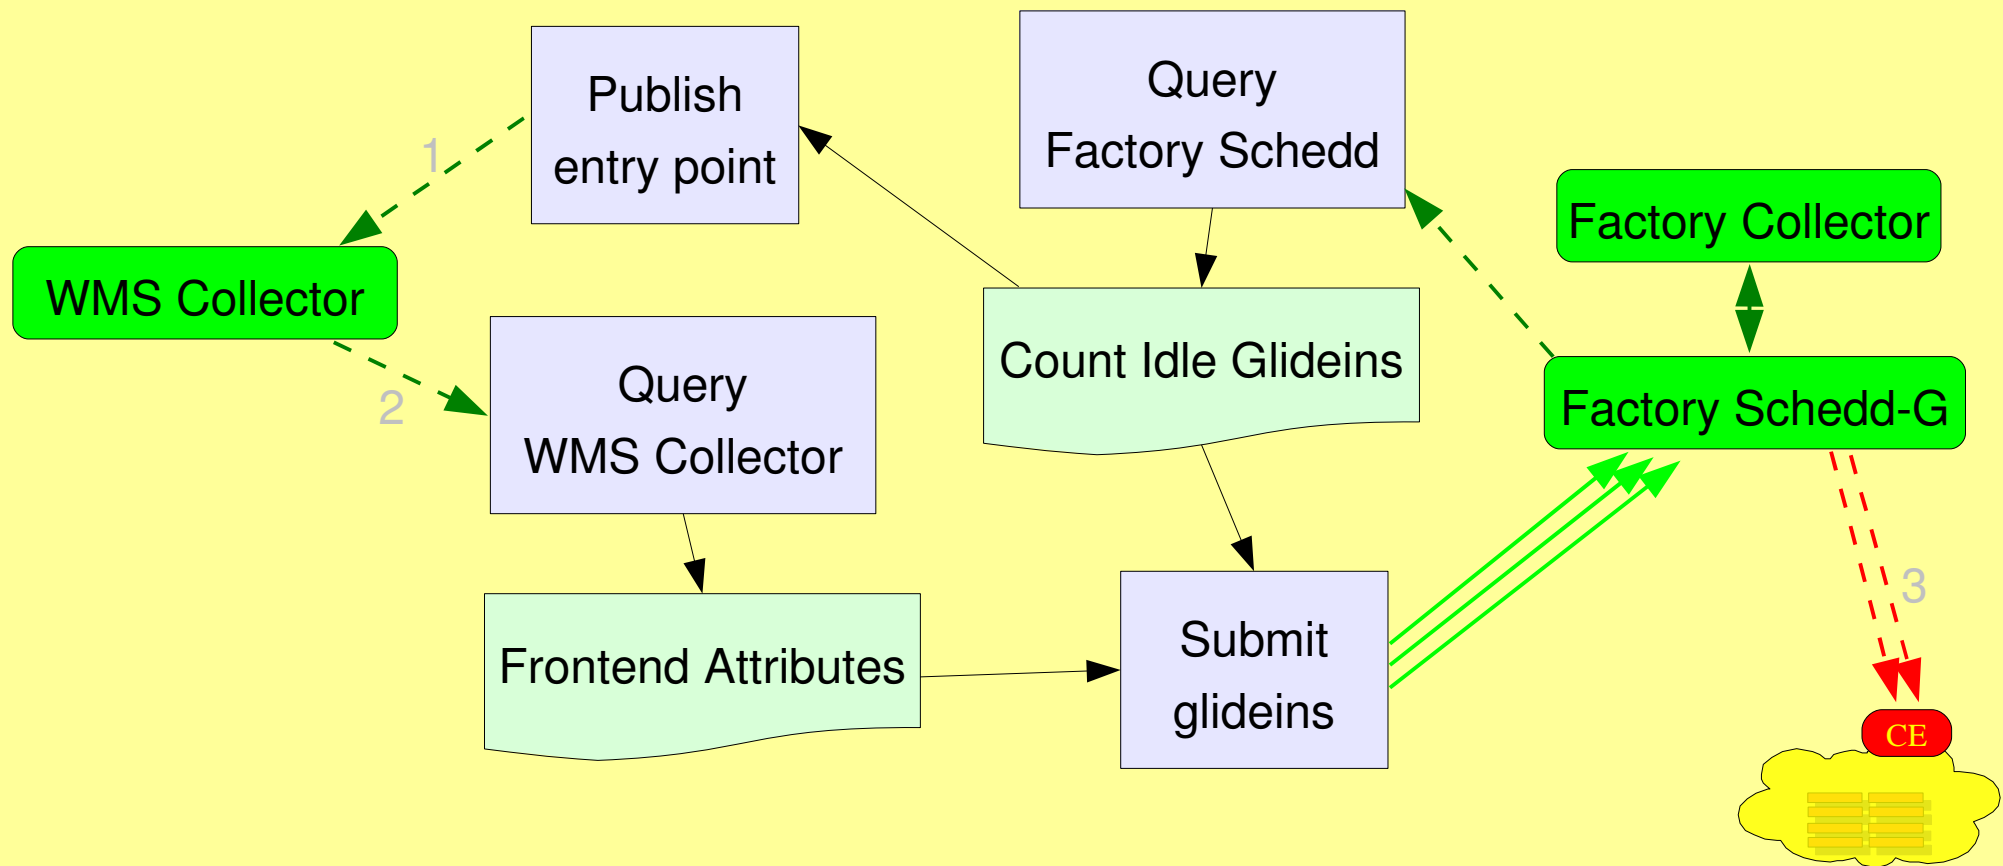 Publish
entry point
Query
Factory Schedd
1
Factory Collector
WMS Collector
Query
WMS Collector
2
Count Idle Glideins
Factory Schedd-G
3
Frontend Attributes
Submit
glideins
CE